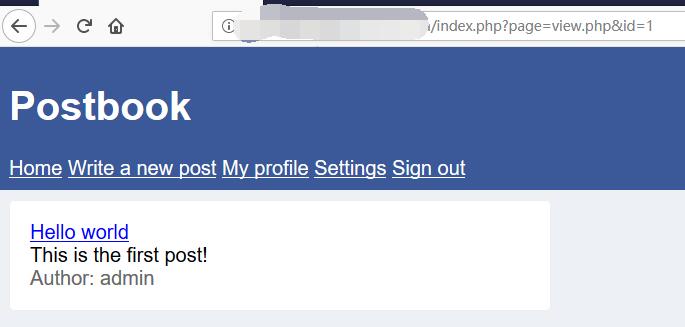 /index.php?page=view.php&id=1
Postbook
Home Write a new post My profile Settings Sign out
Hello world
This is the first post!
Author: admin